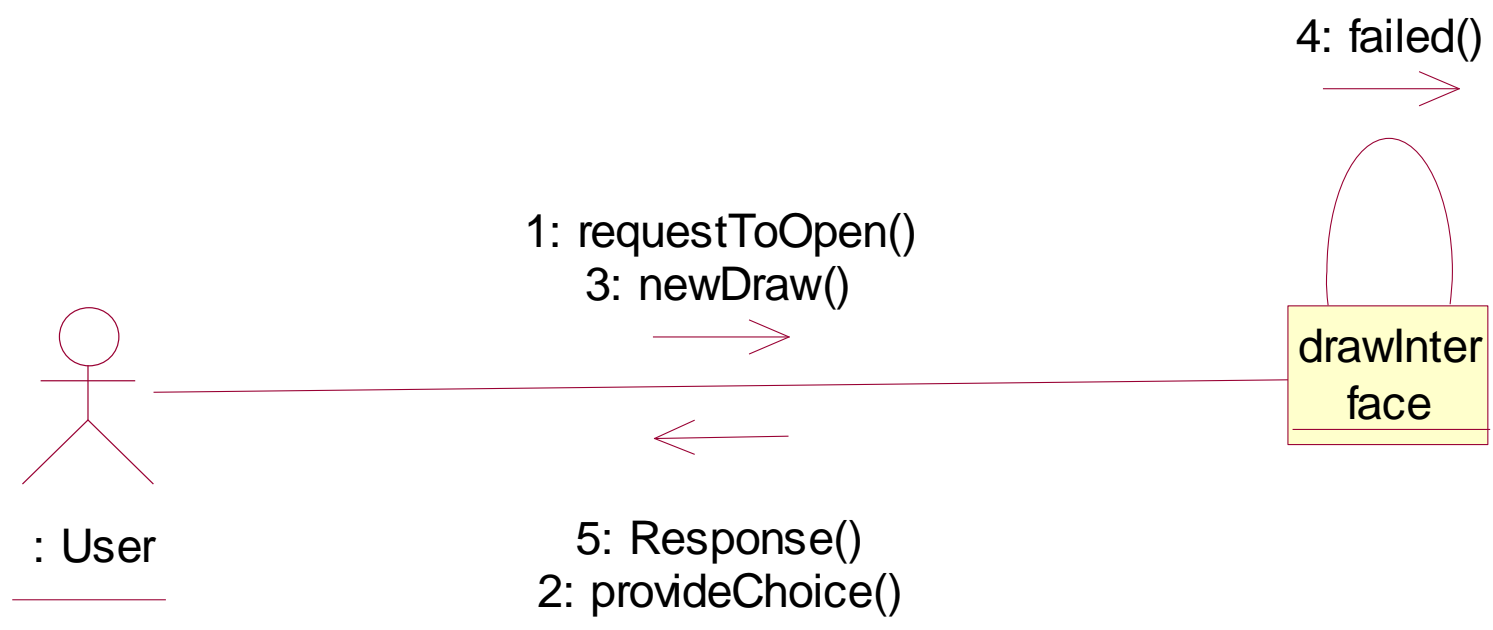 4: failed()
1: requestToOpen()
3: newDraw()
drawInter
face
: User
5: Response()
2: provideChoice()